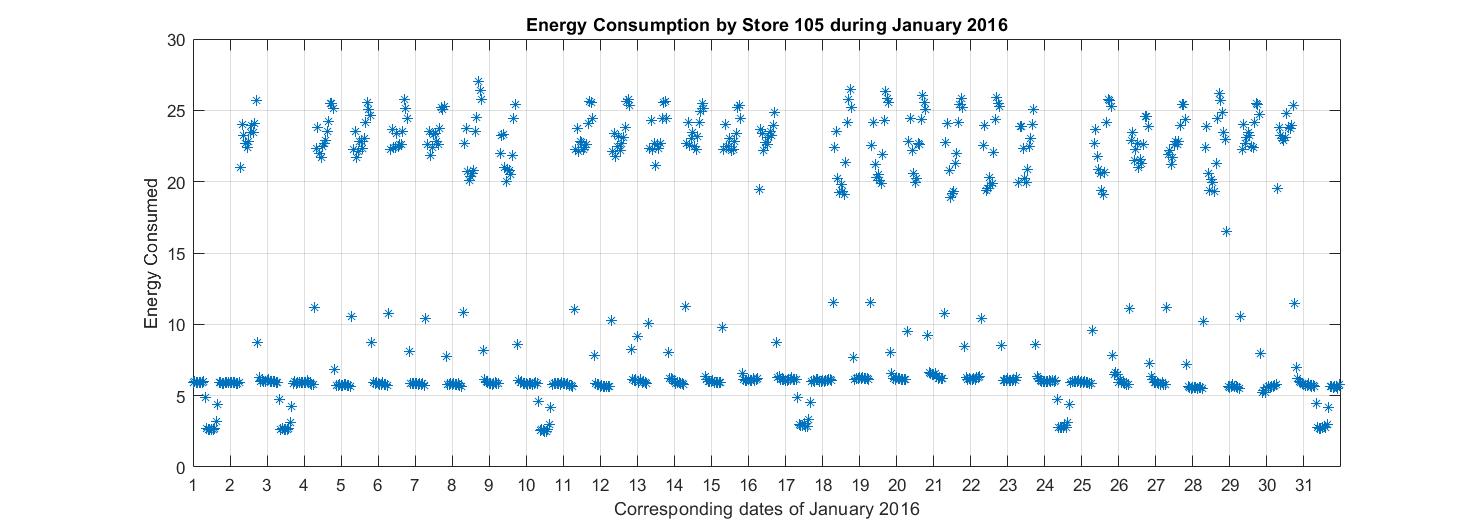 Energy Consumption by Store 105 during January 2016
Energy Consumed
30
25
20
15
10
5
0
1 2 3 4 5 6 7 8 9 10 11 12 13 14 15 16 17 18 19 20 21 22 23 24 25 26 27 28 29 30 31
Corresponding dates of January 2016